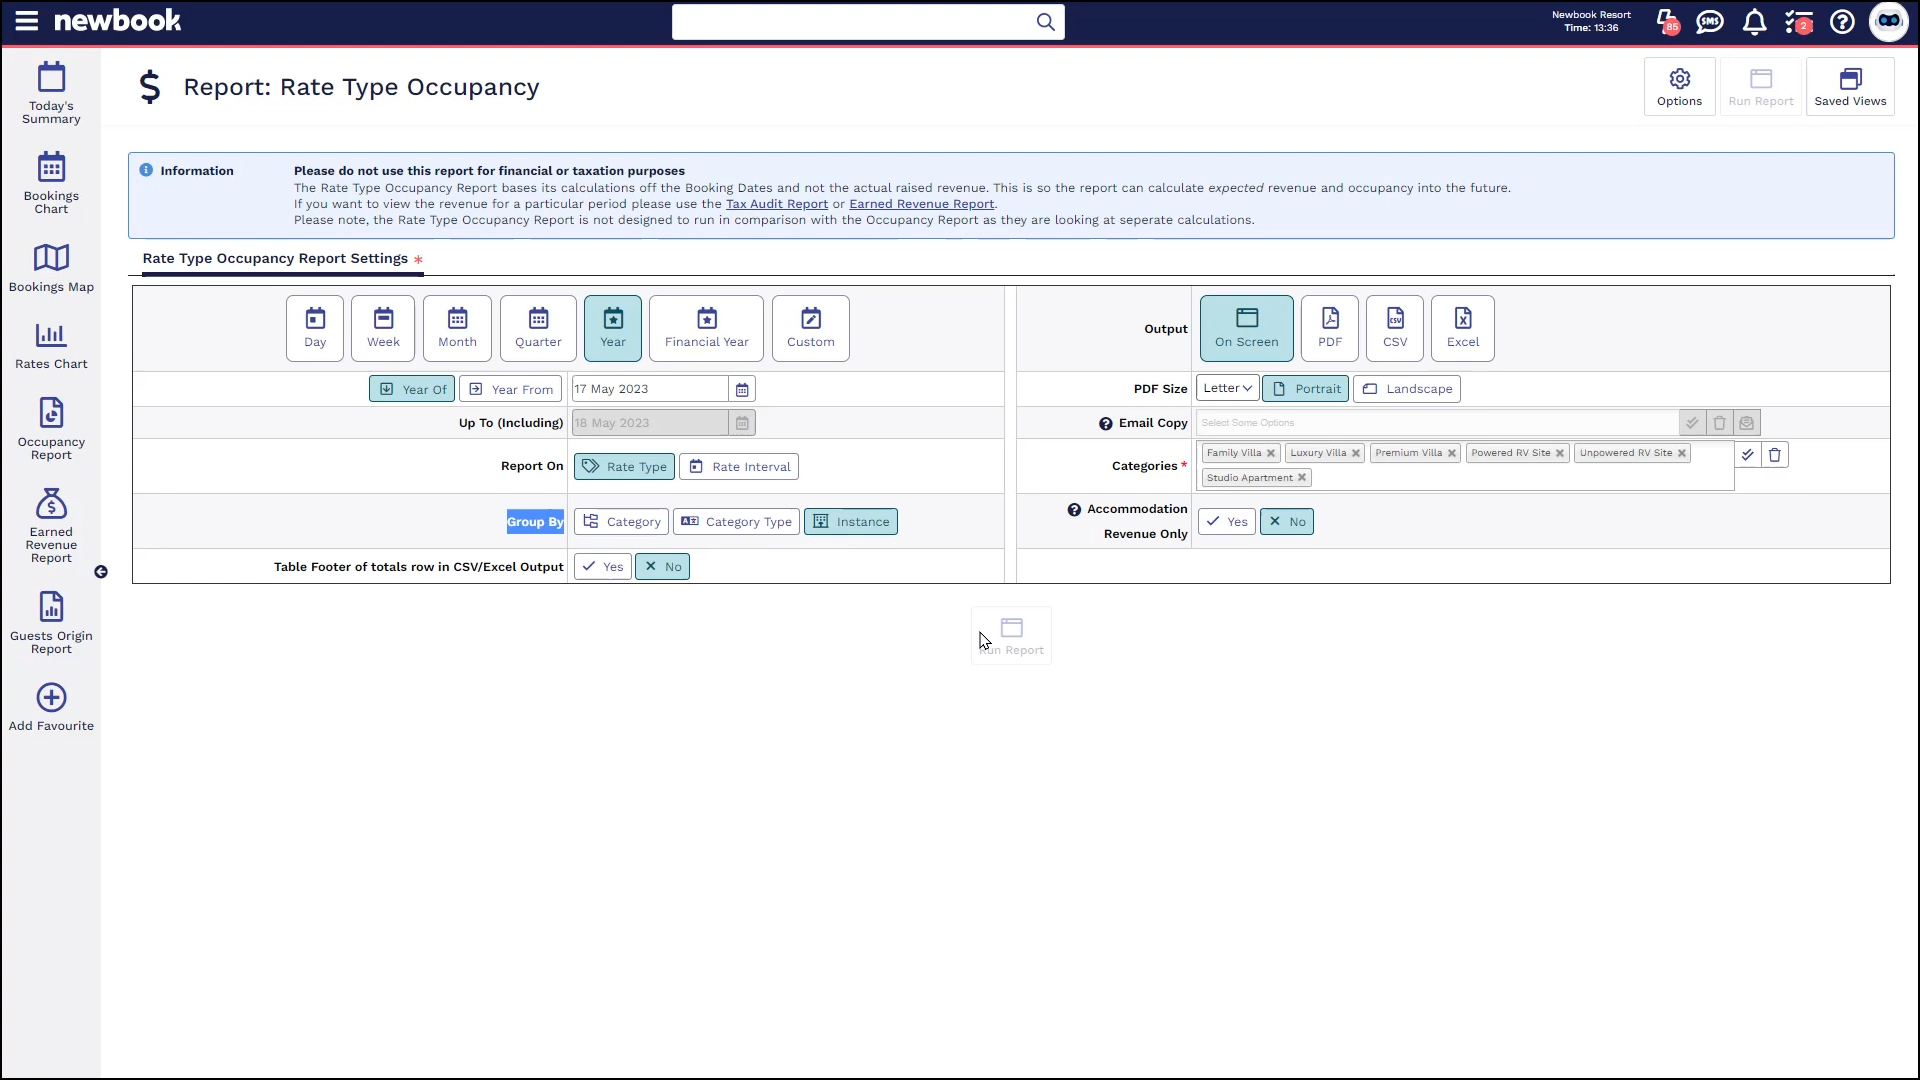 newbook
Newbook Resort
Time: 13:36
85
SMS
2
Today's
Summary
Bookings
Chart
Bookings Map
Rates Chart
Occupancy
Report
Earned
Revenue
Report
Guests Origin
Report
Add Favourite
$ Report: Rate Type Occupancy
Options
Run Report
Saved Views
Information
Please do not use this report for financial or taxation purposes
The Rate Type Occupancy Report bases its calculations off the Booking Dates and not the actual raised revenue. This is so the report can calculate expected revenue and occupancy into the future.
If you want to view the revenue for a particular period please use the Tax Audit Report or Earned Revenue Report.
Please note, the Rate Type Occupancy Report is not designed to run in comparison with the Occupancy Report as they are looking at seperate calculations.
Rate Type Occupancy Report Settings *
Day Week Month Quarter Year Financial Year Custom
Year Of Year From 17 May 2023
Up To (Including) 18 May 2023
Report On Rate Type Rate Interval
Group By Category Category Type Instance
Table Footer of totals row in CSV/Excel Output Yes No
Output On Screen PDF CSV Excel
PDF Size Letter Portrait Landscape
Email Copy Select Some Options
Categories * Family Villa Luxury Villa Premium Villa Powered RV Site Unpowered RV Site
Studio Apartment
Accommodation
Revenue Only
Yes No
Run Report